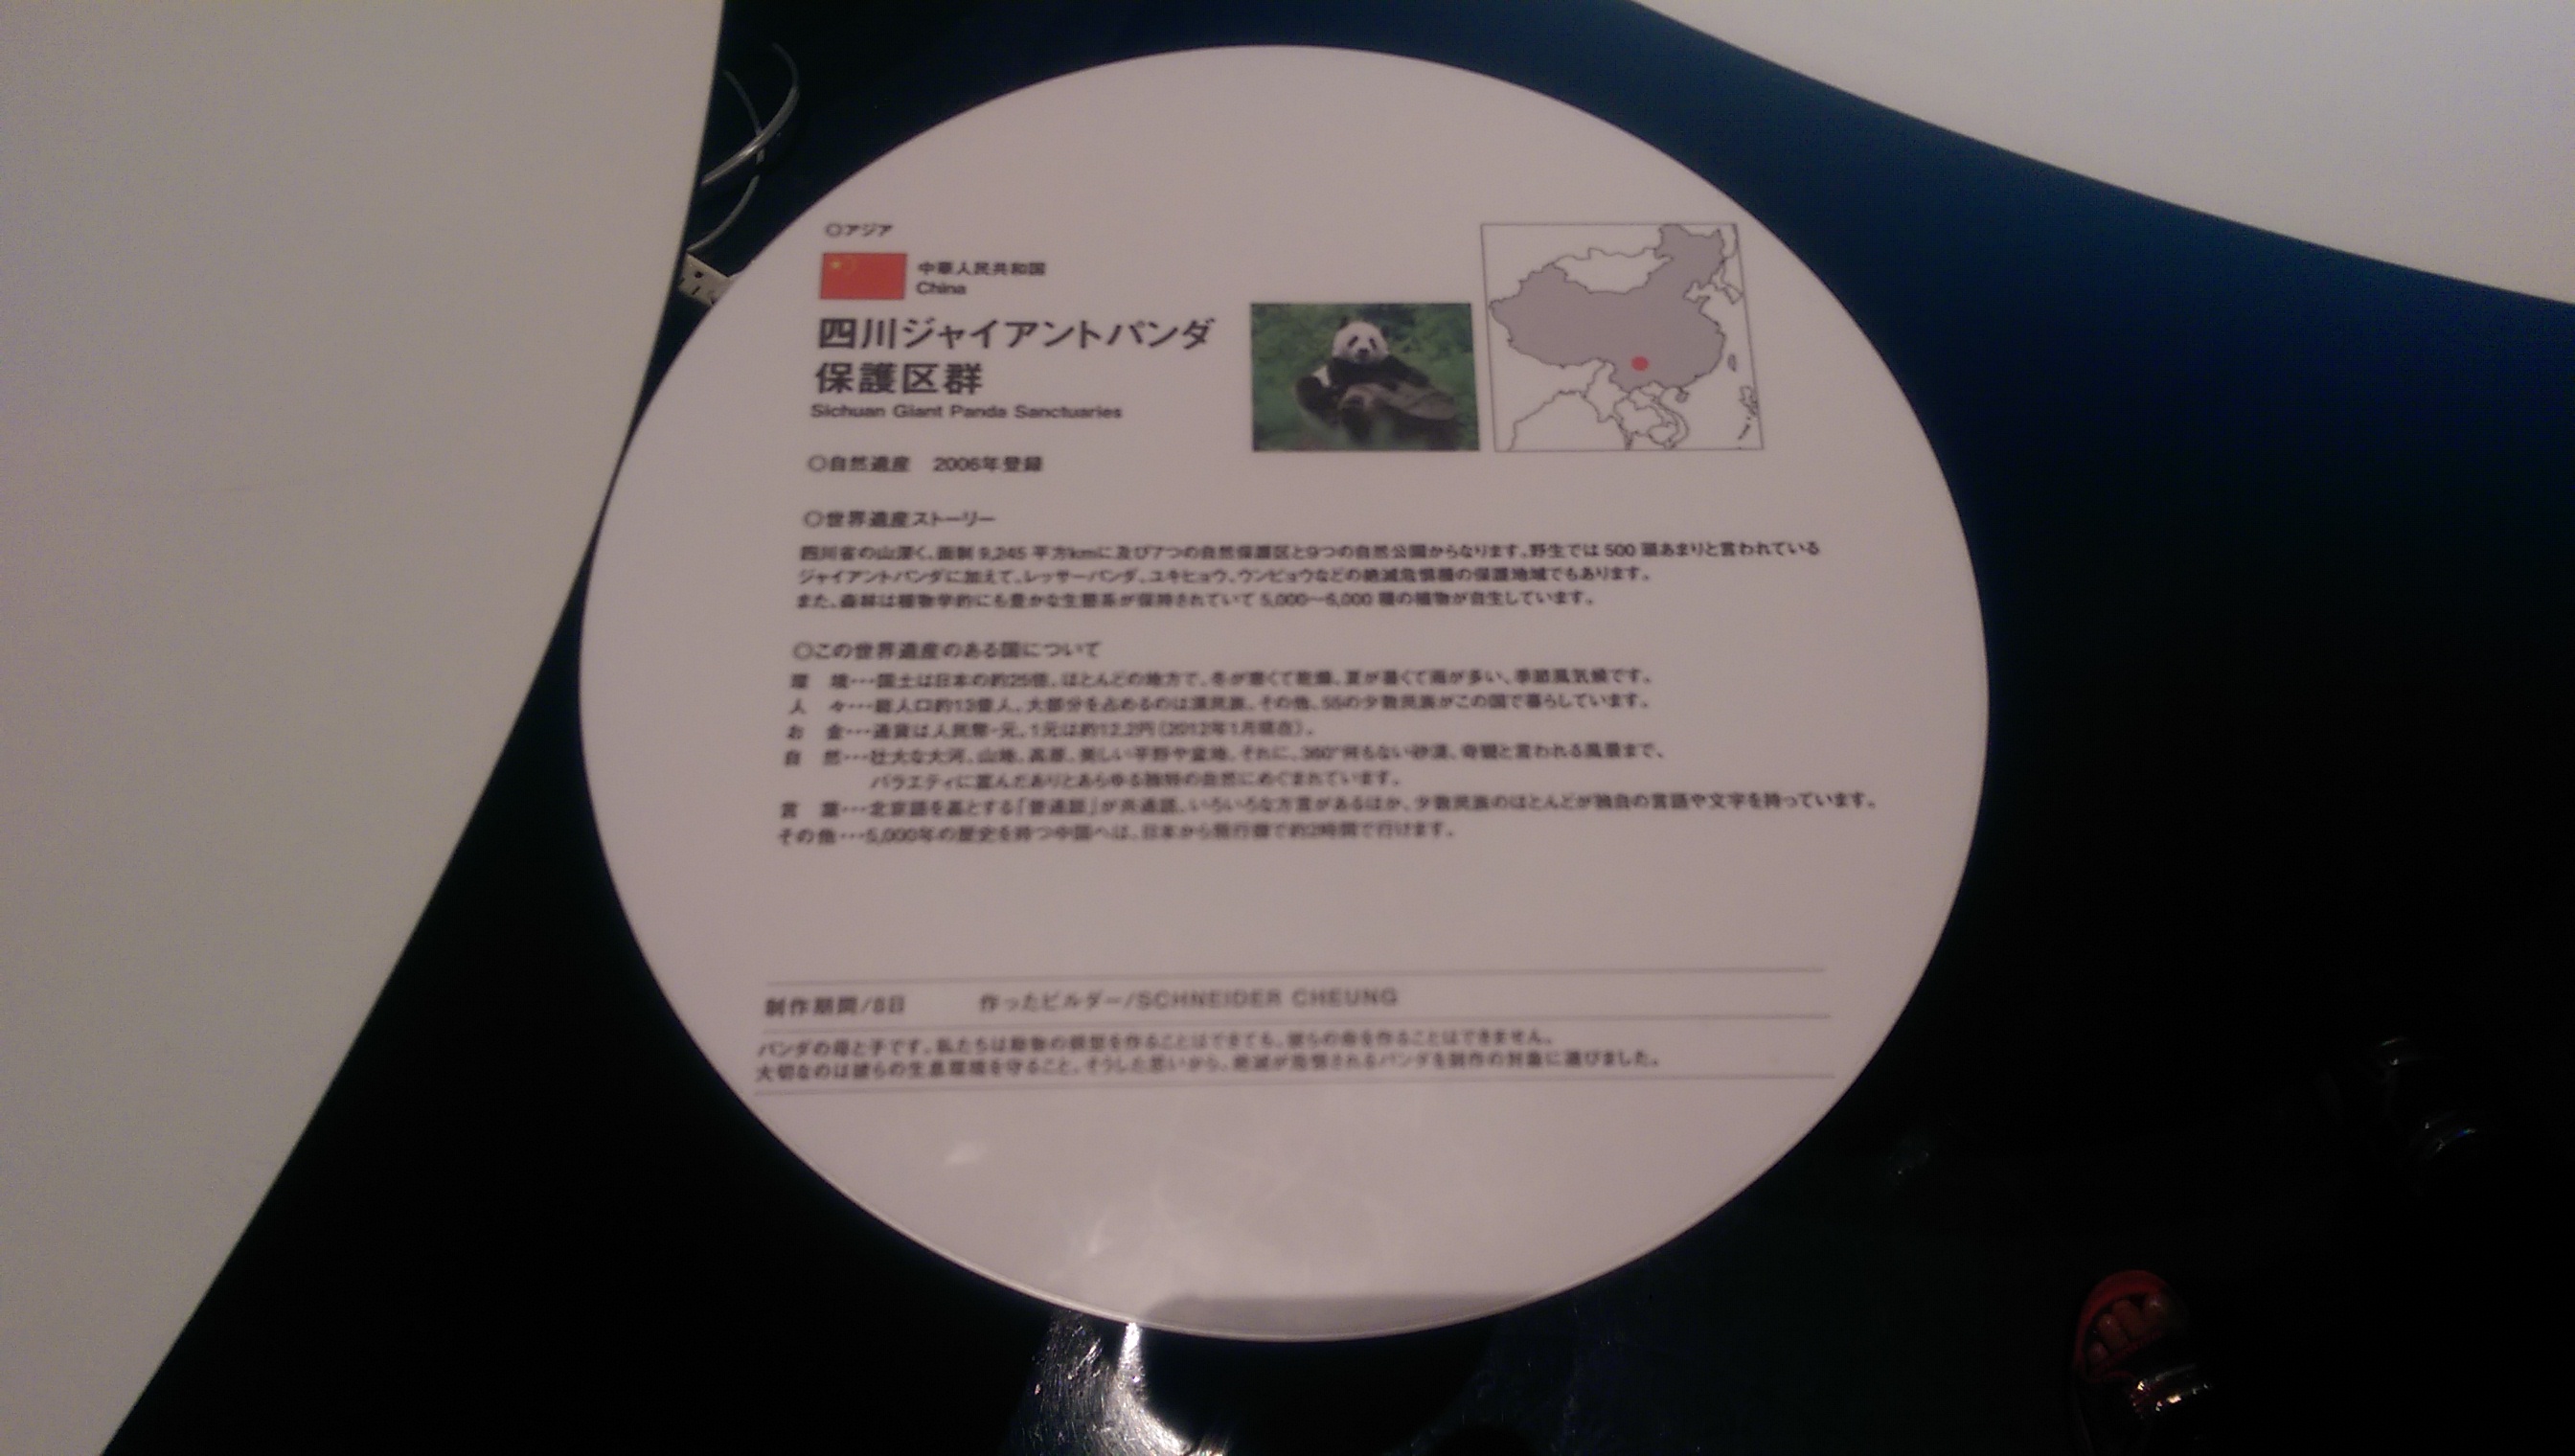 〇アジア
中華人民共和国
China
四川ジャイアントパンダ
保護区群
Sichuan Giant Panda Sanctuaries
〇自然遺産　2006年登録
〇世界遺産ストーリー
四川省の山深く、面積 9,245 平方kmに及び7つの自然保護区と9つの自然公園からなります。野生では 500 頭あまりと言われている
ジャイアントパンダに加えて、レッサーパンダ、ユキヒョウ、ウンピョウなどの絶滅危惧種の保護地域でもあります。
また、森林は植物学的にも豊かな生態系が保持されていて 5,000〜6,000 種の植物が自生しています。
〇この世界遺産のある国について
環　境…国土は日本の約25倍。ほとんどの地方で、冬が寒くて乾燥、夏が暑くて雨が多い、季節風気候です。
人　々…総人口約13億人。大部分を占めるのは漢民族。その他、55の少数民族がこの国で暮らしています。
お　金…通貨は人民幣-元。1元は約12.2円（2012年1月現在）。
自　然…壮大な大河、山地、高原、美しい平野や盆地。それに、360°何もない砂漠、奇観と言われる風景まで、
バラエティに富んだありとあらゆる独特の自然にめぐまれています。
言　葉…北京語を基とする「普通話」が共通語。いろいろな方言があるほか、少数民族のほとんどが独自の言語や文字を持っています。
その他…5,000年の歴史を持つ中国へは、日本から飛行機で約2時間で行けます。
制作期間/8日　作ったビルダー/SCHNEIDER CHEUNG
パンダの母と子です。私たちは動物の模型を作ることはできても、彼らの命を作ることはできません。
大切なのは彼らの生息環境を守ること。そうした思いから、絶滅が危惧されるパンダを制作の対象に選びました。